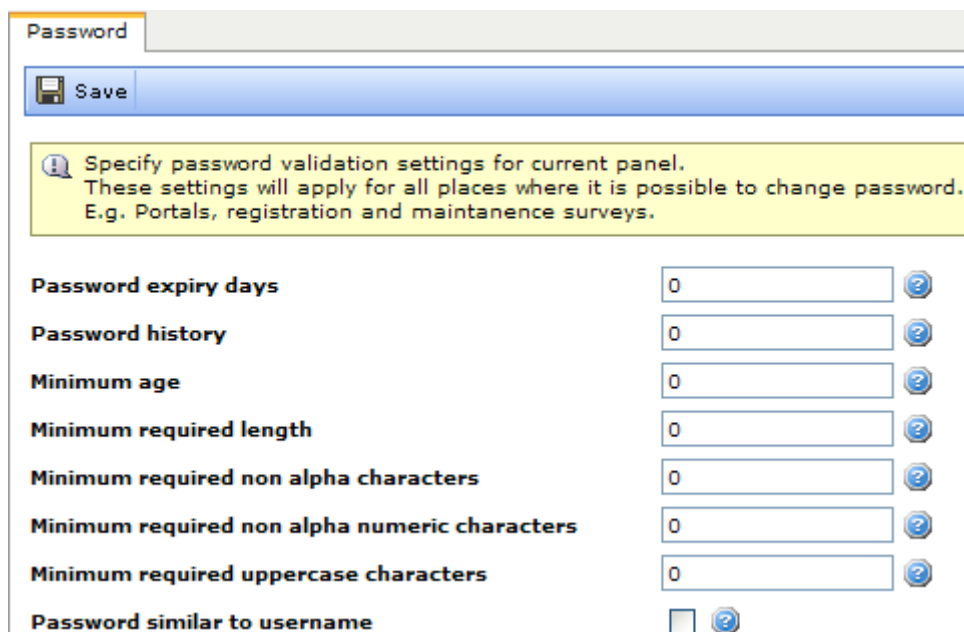 Password
Save
Specify password validation settings for current panel.
These settings will apply for all places where it is possible to change password.
E.g. Portals, registration and maintanence surveys.
Password expiry days 0
Password history 0
Minimum age 0
Minimum required length 0
Minimum required non alpha characters 0
Minimum required non alpha numeric characters 0
Minimum required uppercase characters 0
Password similar to username